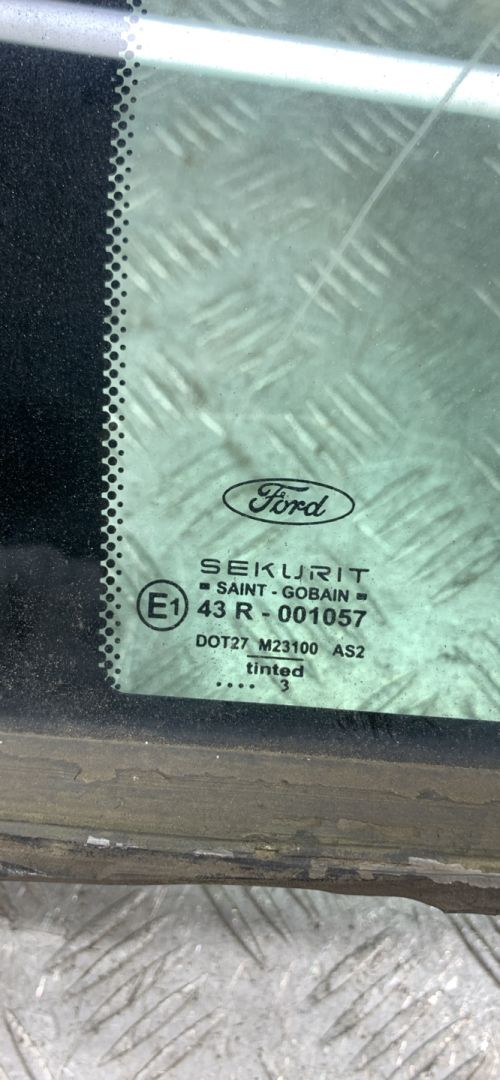 Ford
SEKURIT
SAINT - GOBAIN
E1 43 R - 001057
DOT27 M23100 AS2
tinted
.... 3